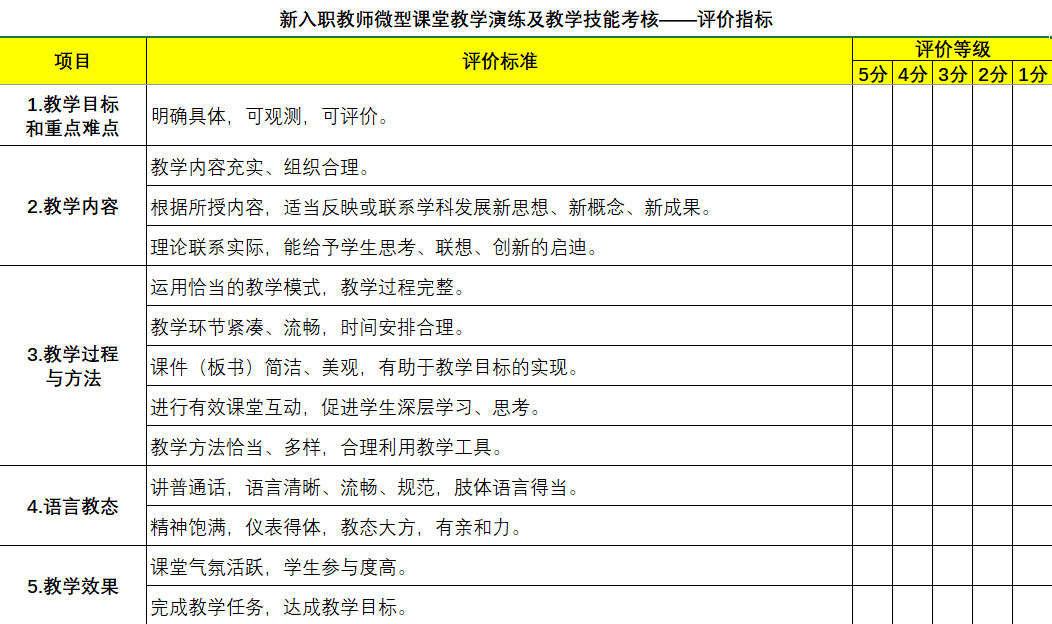 新入职教师微型课堂教学演练及教学技能考核——评价指标
项目
评价标准
评价等级
5分 4分 3分 2分 1分
1.教学目标
和重点难点
明确具体，可观测，可评价。
2.教学内容
教学内容充实、组织合理。
根据所授内容，适当反映或联系学科发展新思想、新概念、新成果。
理论联系实际，能给予学生思考、联想、创新的启迪。
3.教学过程
与方法
运用恰当的教学模式，教学过程完整。
教学环节紧凑、流畅，时间安排合理。
课件（板书）简洁、美观，有助于教学目标的实现。
进行有效课堂互动，促进学生深层学习、思考。
教学方法恰当、多样，合理利用教学工具。
4.语言教态
讲普通话，语言清晰、流畅、规范，肢体语言得当。
精神饱满，仪表得体，教态大方，有亲和力。
5.教学效果
课堂气氛活跃，学生参与度高。
完成教学任务，达成教学目标。